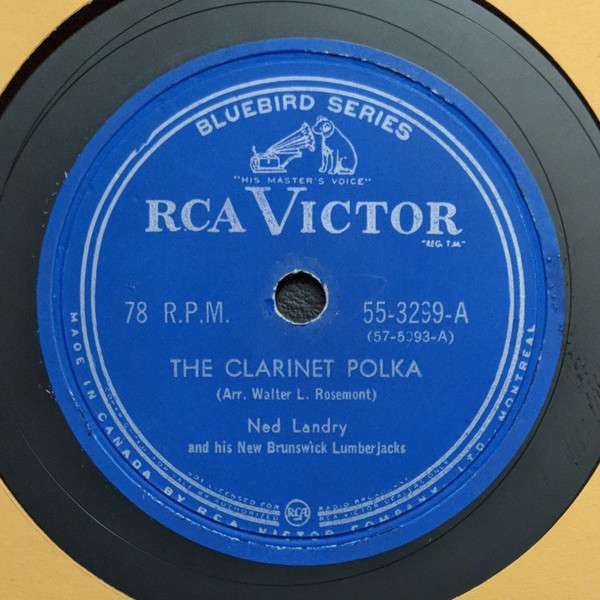 BLUEBIRD SERIES
"HIS MASTER'S VOICE"
RCA VICTOR
"REG. T.M."
78 R.P.M.
55-3299-A
(57-5093-A)
THE CLARINET POLKA
(Arr. Walter L. Rosemont)
Ned Landry
and his New Brunswick Lumberjacks
MADE IN CANADA BY RCA VICTOR COMPANY, LTD., MONTREAL